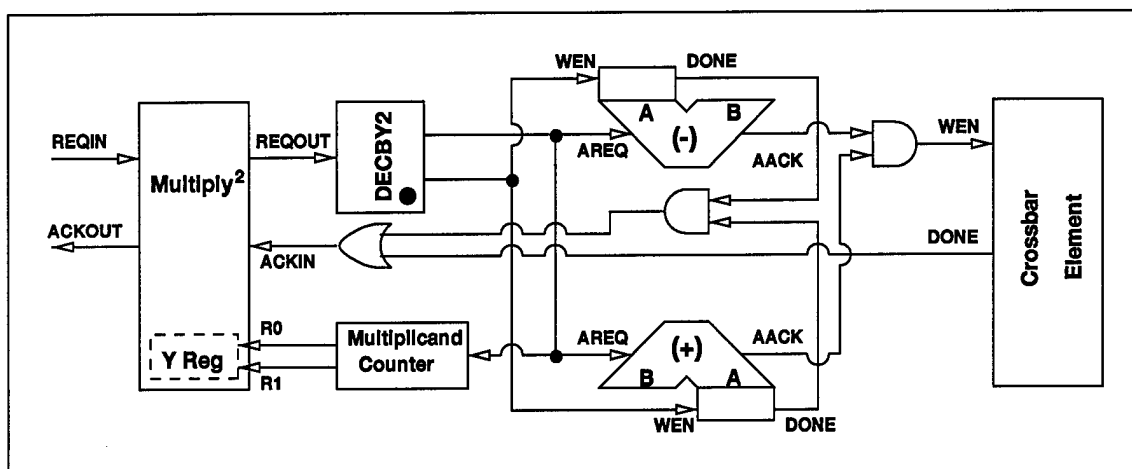 WEN
DONE
A
B
REQIN
REQOUT
DECBY2
AREQ
(-)
AACK
WEN
Multiply²
ACKOUT
ACKIN
DONE
Crossbar
Element
R0
Multiplicand
Counter
AREQ
(+)
AACK
Y Reg
R1
B
A
WEN
DONE